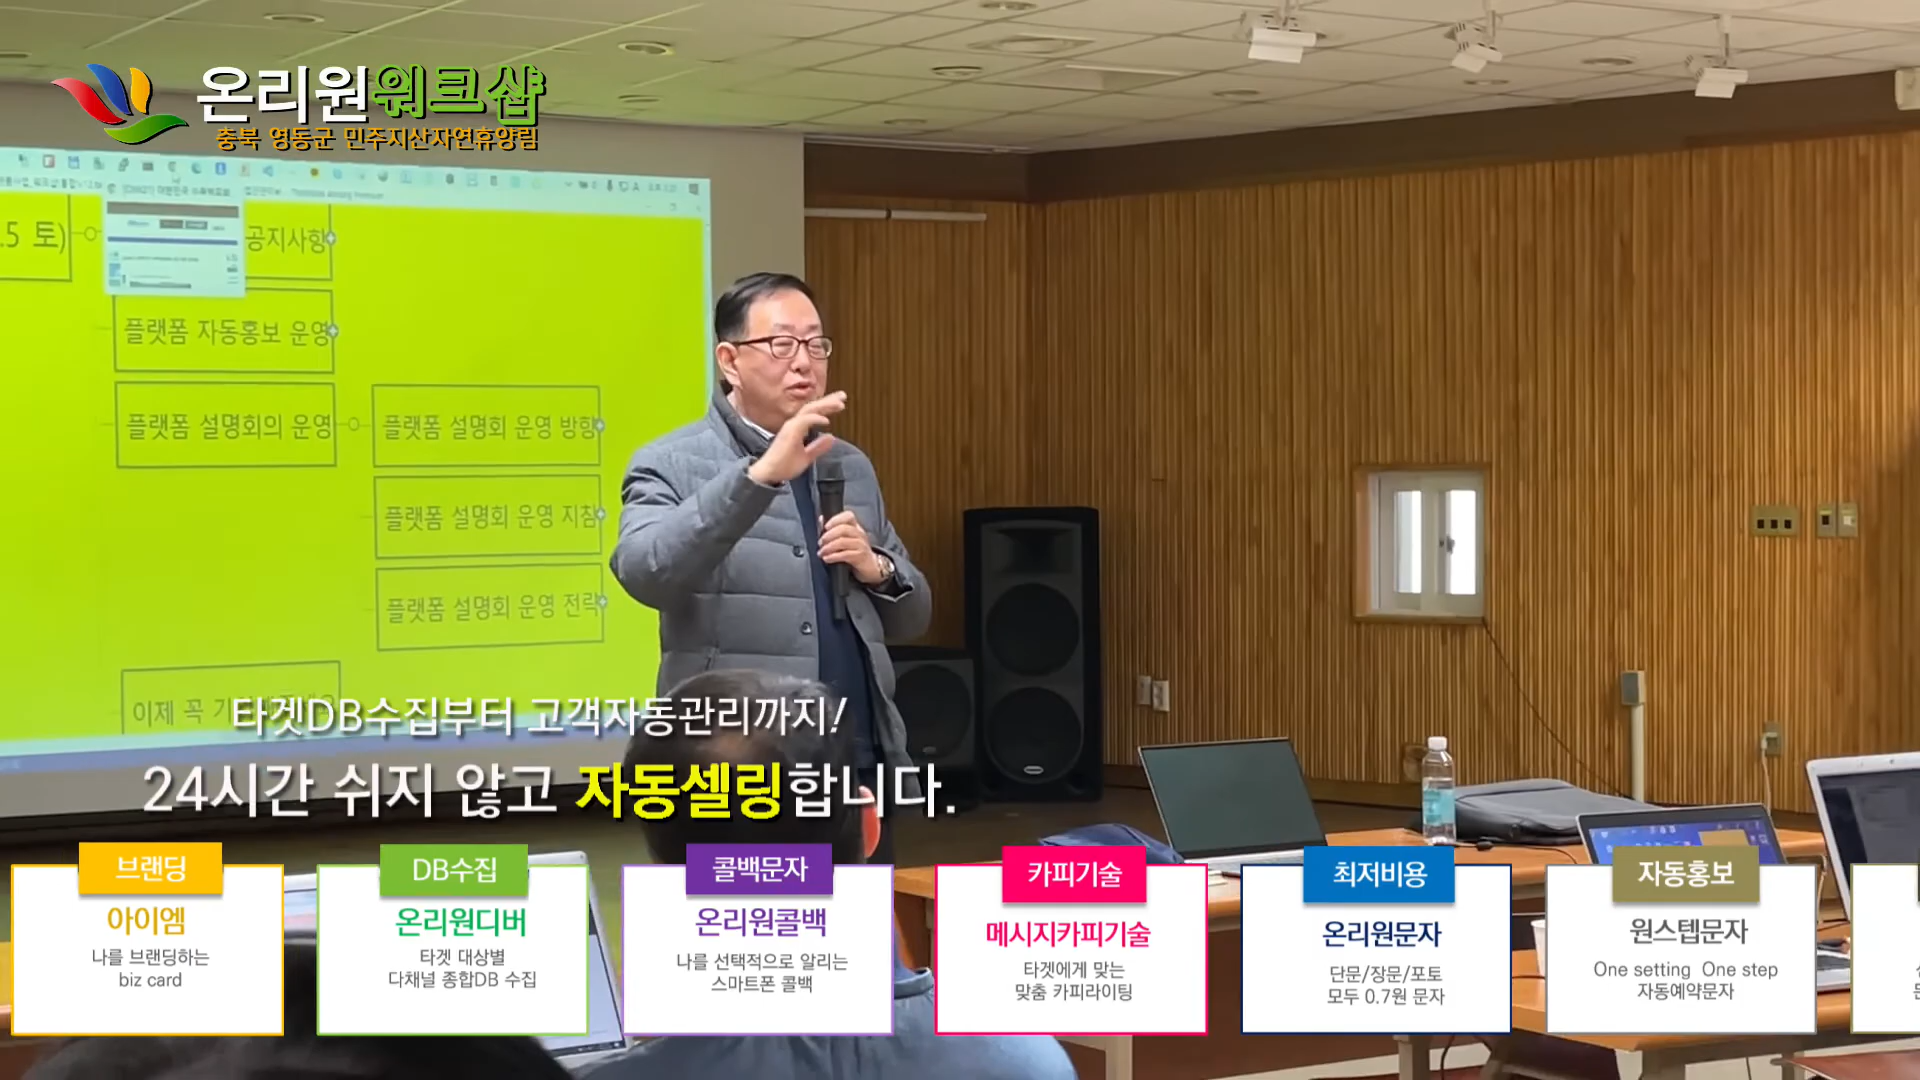 온리원워크샵
충북 영동군 민주지산자연휴양림
.5 토)
공지사항
플랫폼 자동홍보 운영
플랫폼 설명회의 운영
플랫폼 설명회 운영 방향
플랫폼 설명회 운영 지침
플랫폼 설명회 운영 전략
이제 꼭
타겟DB수집부터 고객자동관리까지!
24시간 쉬지 않고 자동셀링합니다.
브랜딩
아이엠
나를 브랜딩하는
biz card
DB수집
온리원디버
타겟 대상별
다채널 종합DB 수집
콜백문자
온리원콜백
나를 선택적으로 알리는
스마트폰 콜백
카피기술
메시지카피기술
타겟에게 맞는
맞춤 카피라이팅
최저비용
온리원문자
단문/장문/포토
모두 0.7원 문자
자동홍보
원스텝문자
One setting One step
자동예약문자